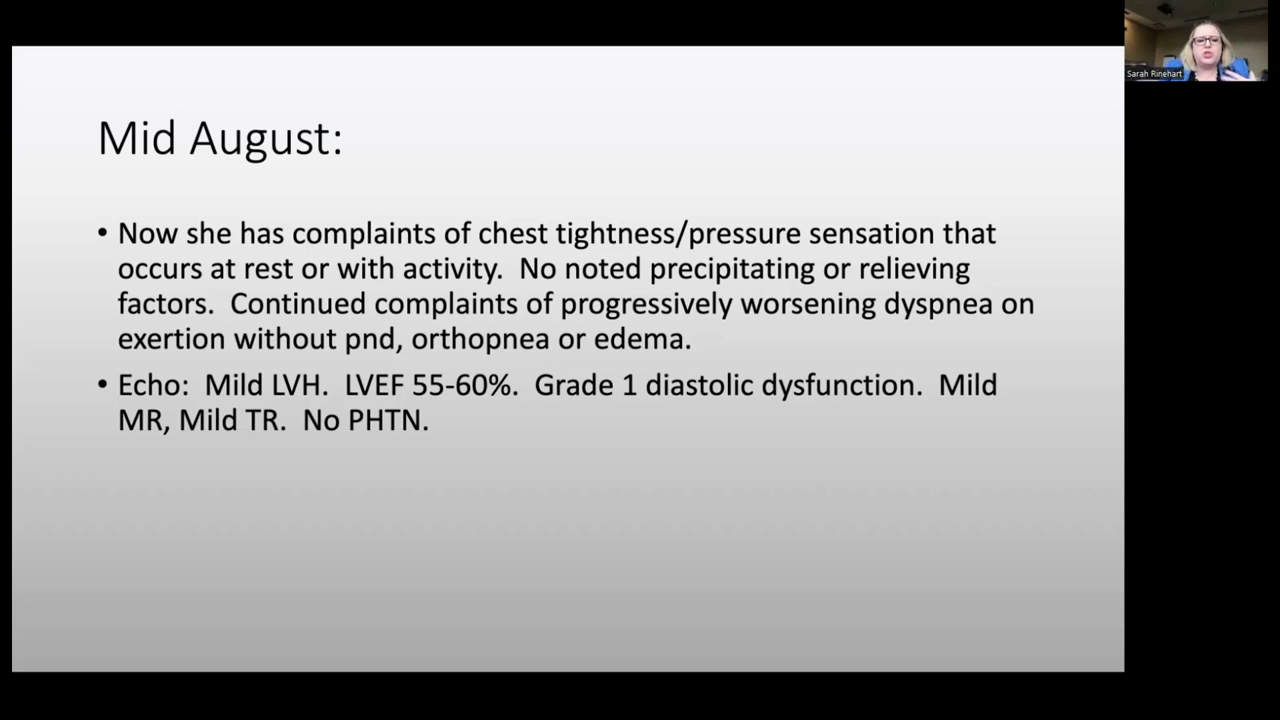 Mid August:
• Now she has complaints of chest tightness/pressure sensation that
occurs at rest or with activity.  No noted precipitating or relieving
factors.  Continued complaints of progressively worsening dyspnea on
exertion without pnd, orthopnea or edema.
• Echo:  Mild LVH.  LVEF 55-60%.  Grade 1 diastolic dysfunction.  Mild
MR, Mild TR.  No PHTN.
Sarah Rinehart